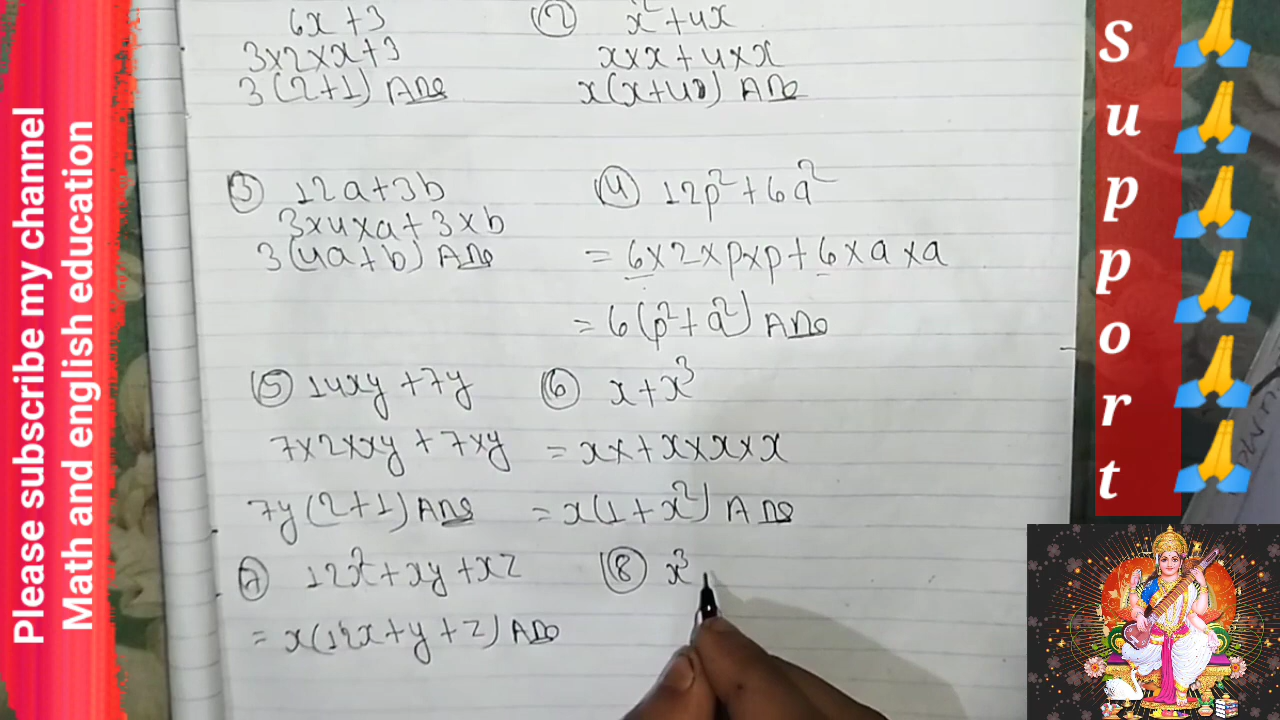 Please subscribe my channel
Math and english education
6x+3
3×2×x+3
3(2+1) Ans
② x²+4x
x×x+4×x
x(x+4) Ans
③ 12a+3b
3×4×a+3×b
3(4a+b) Ans
④ 12p²+6a²
= 6×2×p×p+6×a×a
= 6(p²+a²) Ans
⑤ 14xy+7y
7×2×xy+7×y
7y(2+1) Ans
⑥ x+x³
= x×+x×x×x
= x(1+x²) Ans
⑦ 12x²+xy+xz
= x(12x+y+z) Ans
⑧ x³
Support